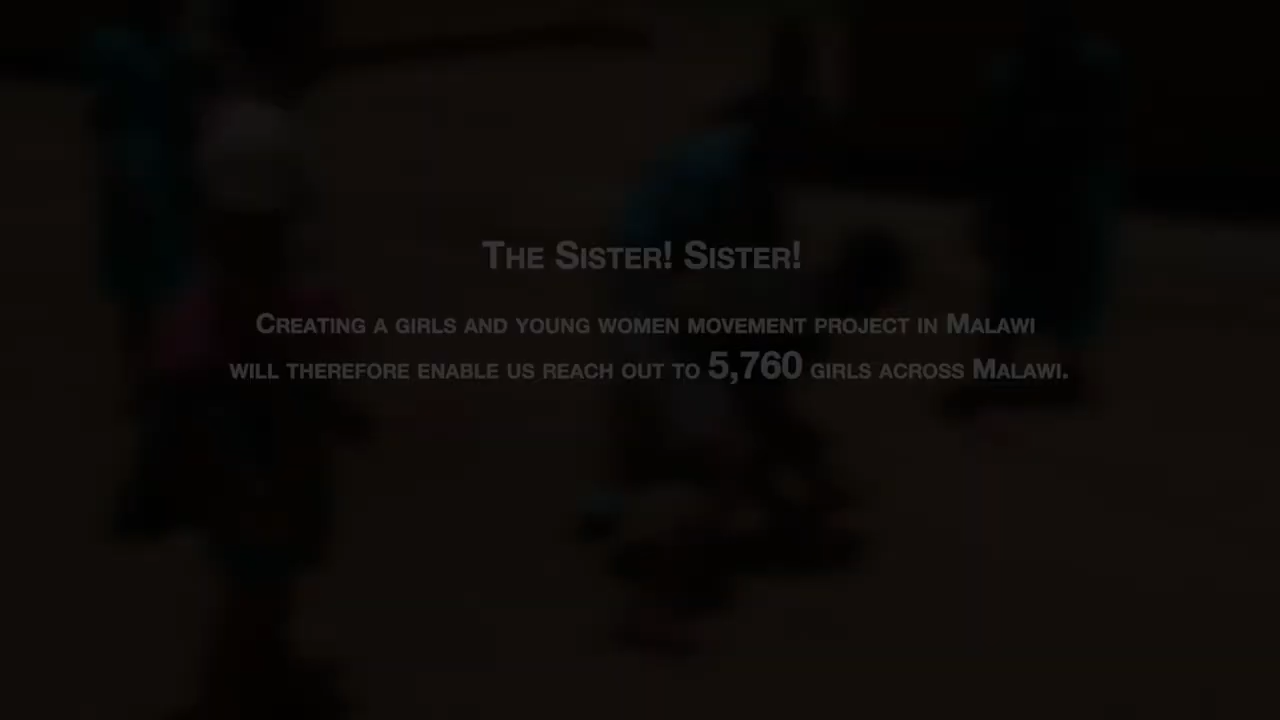 The Sister! Sister!
Creating a girls and young women movement project in Malawi
will therefore enable us reach out to 5,760 girls across Malawi.